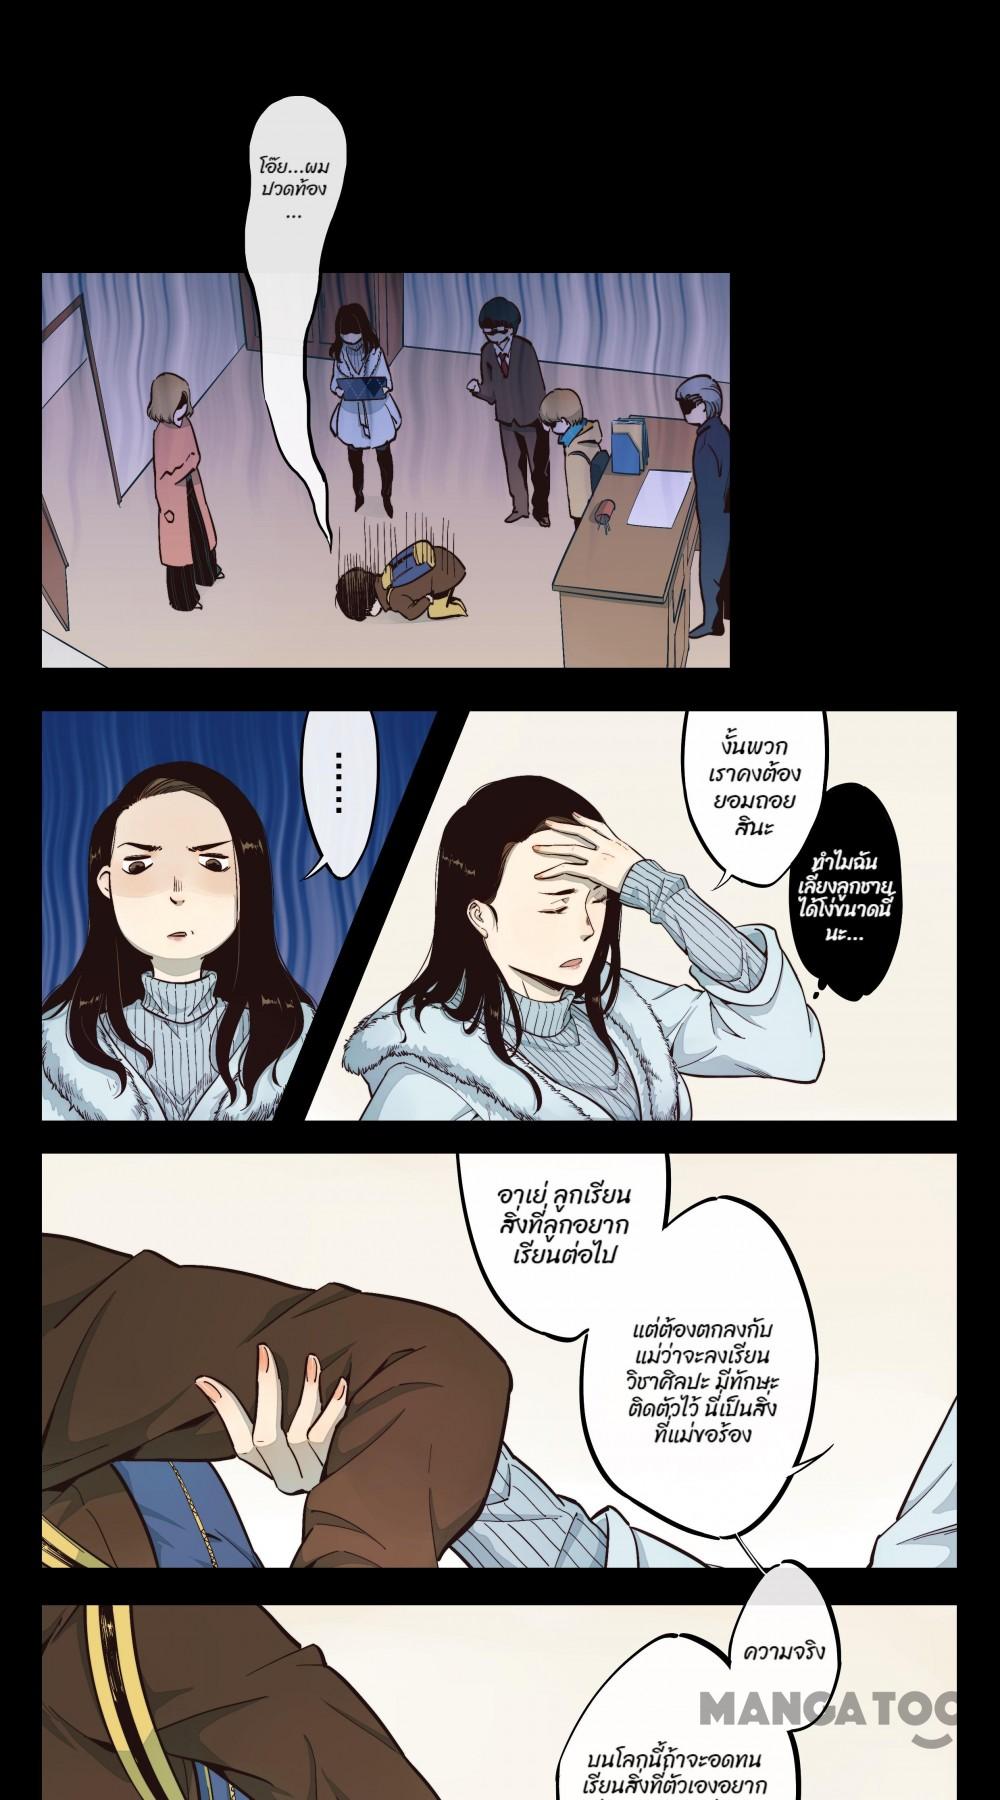 โอ๊ย...ผม
ปวดท้อง
...
......
งั้นพวก
เราคงต้อง
ยอมถอย
สินะ
ทำไมฉัน
เลี้ยงลูกชาย
ได้โง่ขนาดนี้
นะ...
อาเย่ ลูกเรียน
สิ่งที่ลูกอยาก
เรียนต่อไป
แต่ต้องตกลงกับ
แม่ว่าจะลงเรียน
วิชาศิลปะ มีทักษะ
ติดตัวไว้ นี่เป็นสิ่ง
ที่แม่ขอร้อง
ความจริง
MANGATOO
บนโลกนี้ถ้าจะอดทน
เรียนสิ่งที่ตัวเองอยาก